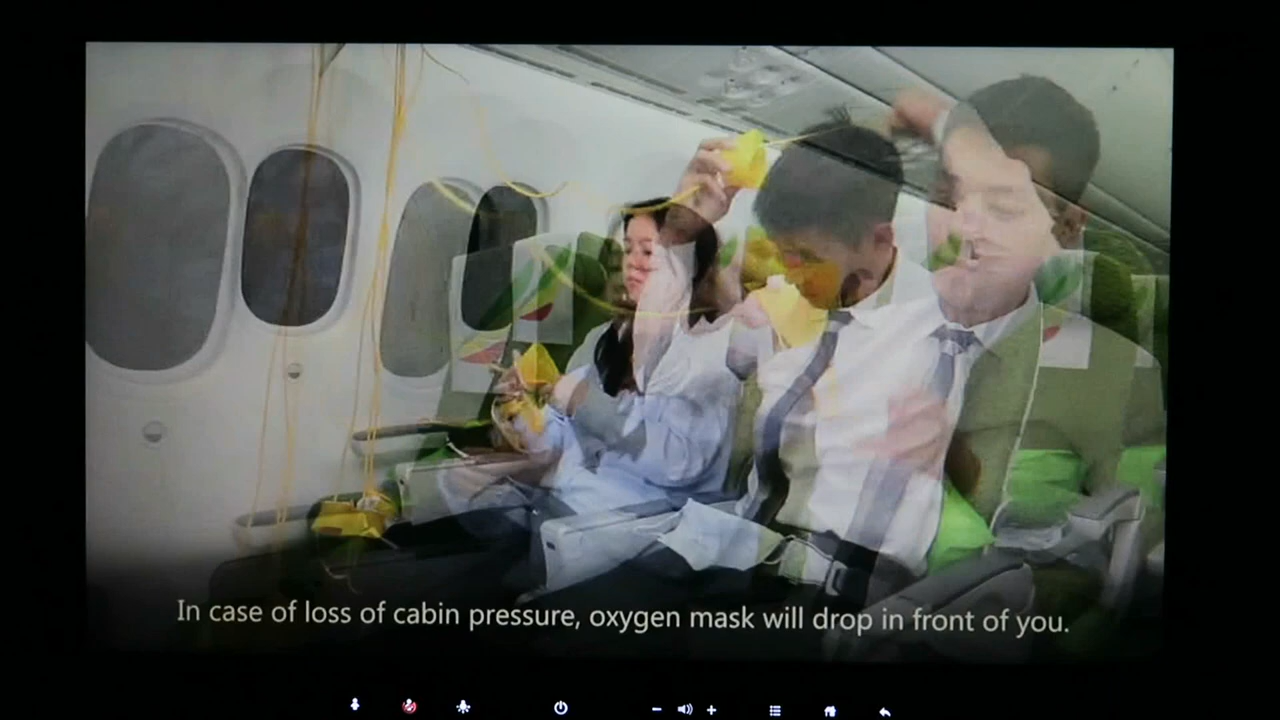 In case of loss of cabin pressure, oxygen mask will drop in front of you.